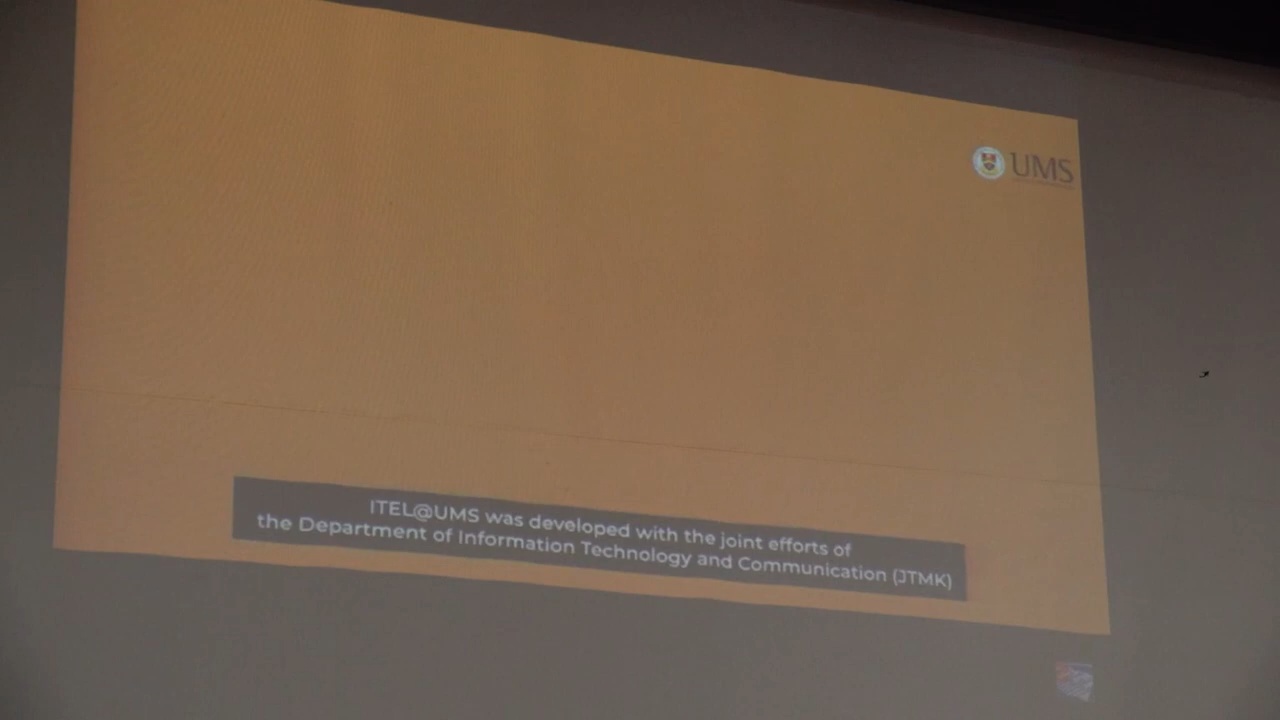 UMS
ITEL@UMS was developed with the joint efforts of
the Department of Information Technology and Communication (JTMK)